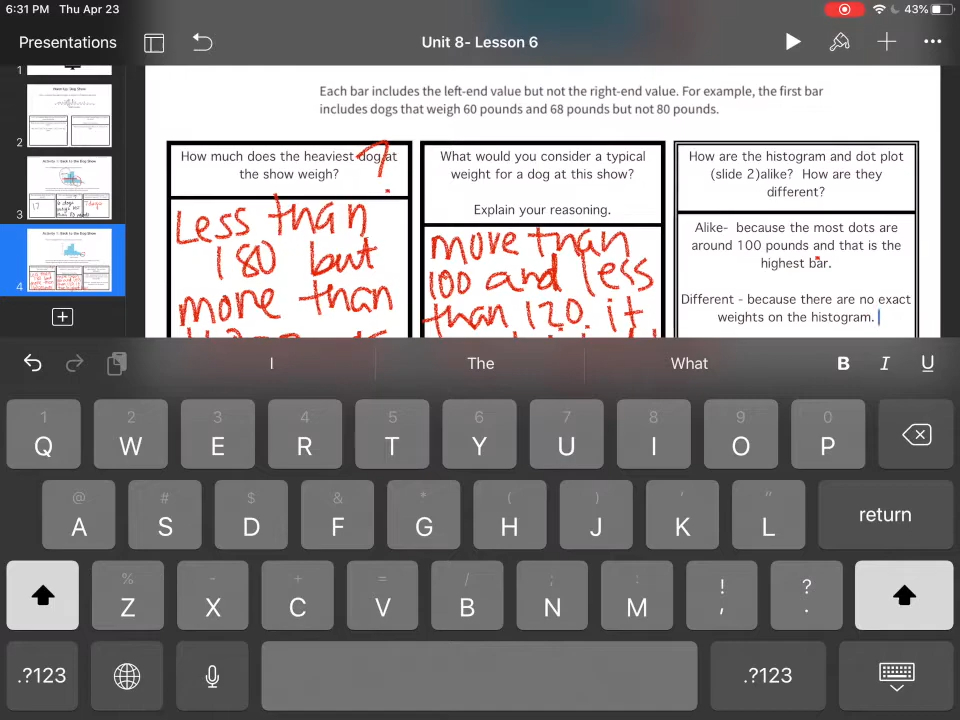 6:31 PM Thu Apr 23
43%
Presentations
Unit 8- Lesson 6
1
2
3
4
Each bar includes the left-end value but not the right-end value. For example, the first bar
includes dogs that weigh 60 pounds and 68 pounds but not 80 pounds.
How much does the heaviest dog at
the show weigh?
?
Less than
180 but
more than
What would you consider a typical
weight for a dog at this show?
Explain your reasoning.
more than
100 and less
than 120. it
How are the histogram and dot plot
(slide 2)alike? How are they
different?
Alike- because the most dots are
around 100 pounds and that is the
highest bar.
Different - because there are no exact
weights on the histogram.
I The What
B I U
1 2 3 4 5 6 7 8 9 0
Q W E R T Y U I O P
@ # $ & * ( ) ' "
A S D F G H J K L return
% - + = / ; : ! ?
Z X C V B N M , .
.?123 .?123